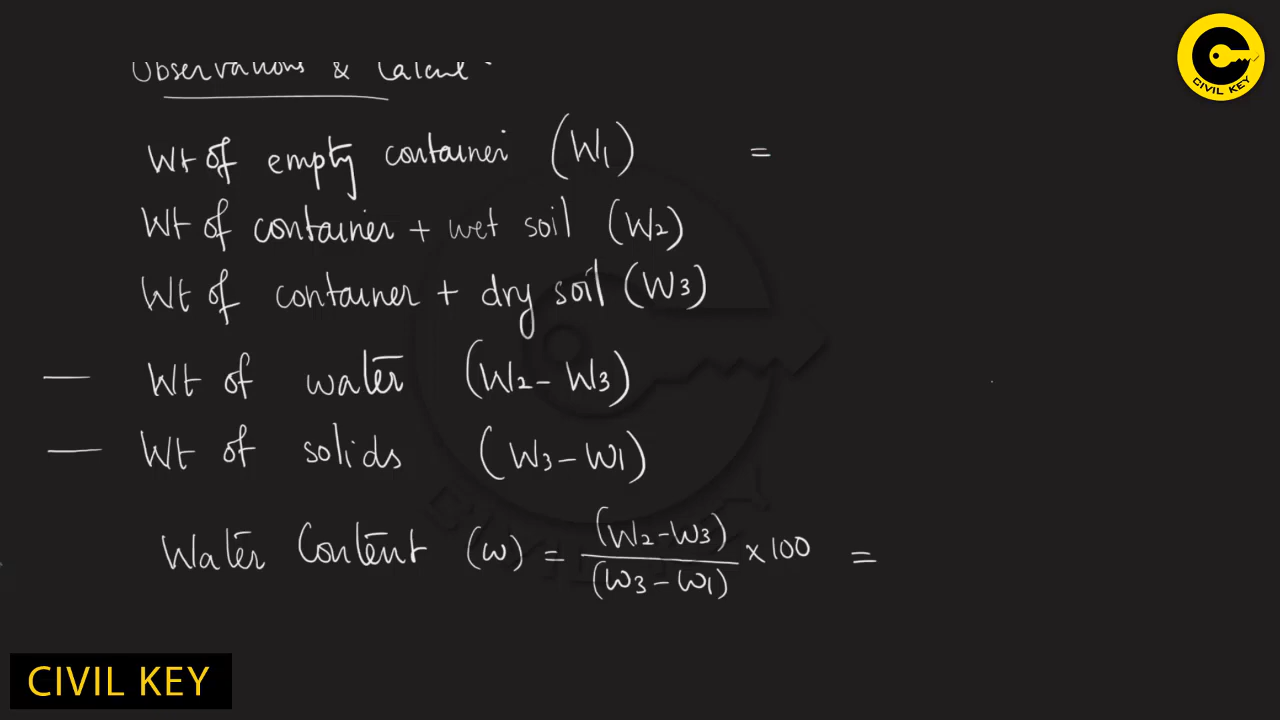 Observations & Calcul
Wt of empty container (W1) =
Wt of container + wet soil (W2)
Wt of container + dry soil (W3)
— Wt of water (W2 - W3)
— Wt of solids (W3 - W1)
Water Content (w) = (W2-W3)/(W3-W1) x 100 =
CIVIL KEY
CIVIL KEY